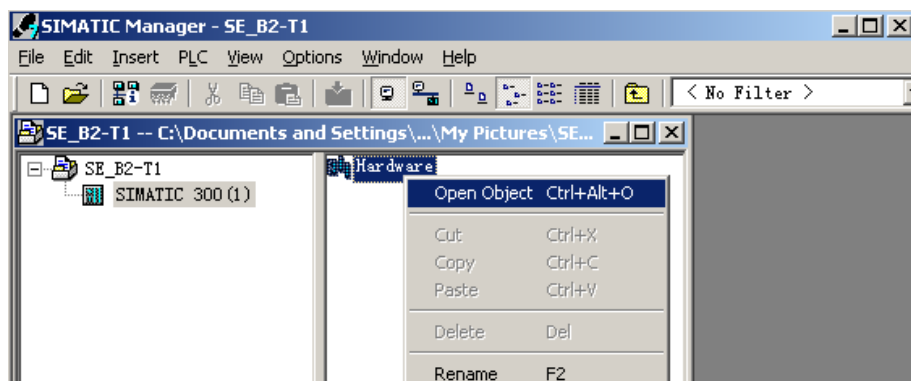 SIMATIC Manager - SE_B2-T1
File Edit Insert PLC View Options Window Help
< No Filter >
SE_B2-T1 -- C:\Documents and Settings\...\My Pictures\SE...
SE_B2-T1
Hardware
SIMATIC 300(1)
Open Object Ctrl+Alt+O
Cut Ctrl+X
Copy Ctrl+C
Paste Ctrl+V
Delete Del
Rename F2